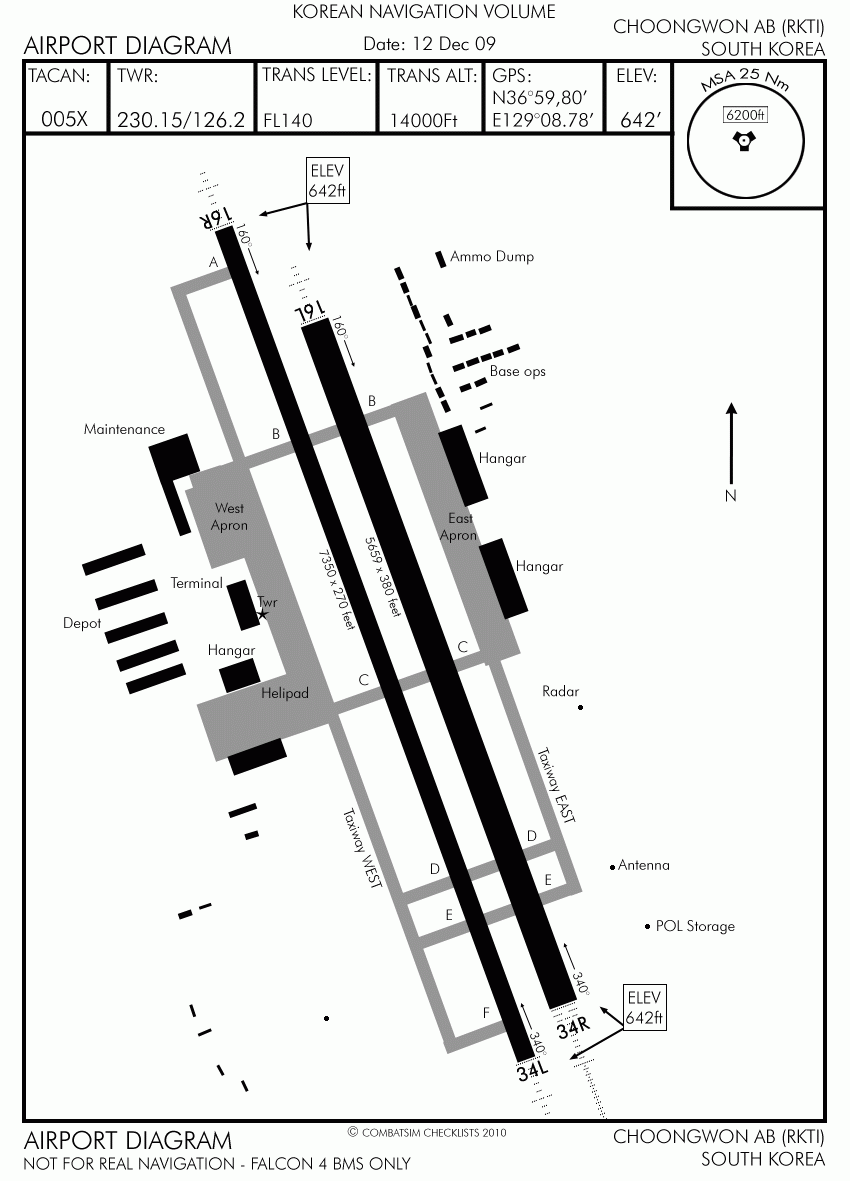 KOREAN NAVIGATION VOLUME
AIRPORT DIAGRAM
Date: 12 Dec 09
CHOONGWON AB (RKTI)
SOUTH KOREA
TACAN:
005X
TWR:
230.15/126.2
TRANS LEVEL:
FL140
TRANS ALT:
14000Ft
GPS:
N36°59,80'
E129°08.78'
ELEV:
642'
MSA 25 Nm
6200ft
ELEV
642ft
16R
160°
A
16L
160°
Ammo Dump
Base ops
B
B
Maintenance
Hangar
N
West
Apron
East
Apron
7350 x 270 feet
5659 x 380 feet
Hangar
Terminal
Twr
Depot
Hangar
C
C
Helipad
Radar
Taxiway EAST
Taxiway WEST
D
D
Antenna
E
E
POL Storage
340°
ELEV
642ft
F
34R
340°
34L
© COMBATSIM CHECKLISTS 2010
AIRPORT DIAGRAM
NOT FOR REAL NAVIGATION - FALCON 4 BMS ONLY
CHOONGWON AB (RKTI)
SOUTH KOREA